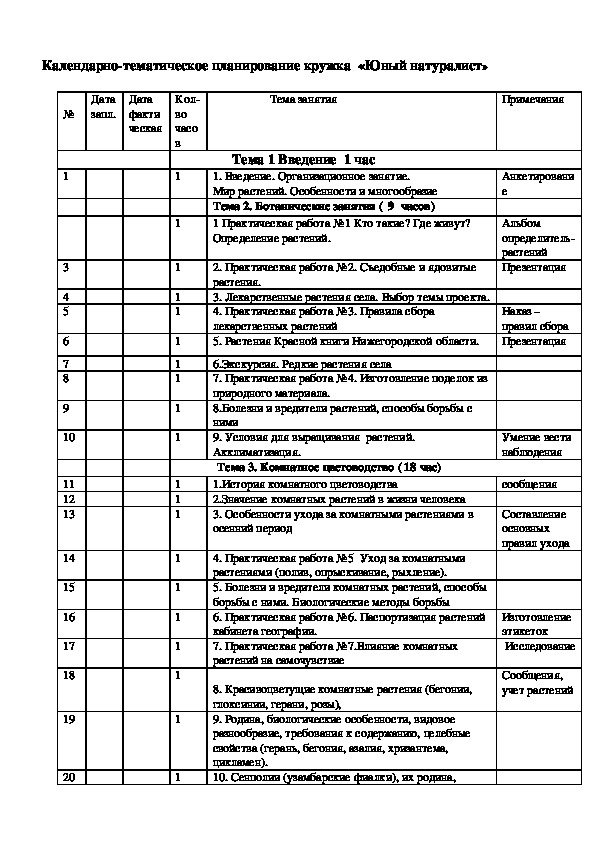 Календарно-тематическое планирование кружка «Юный натуралист»
№ Дата запл. Дата факти ческая Кол-во часо в Тема занятия Примечания
Тема 1 Введение 1 час
1 1 1. Введение. Организационное занятие. Анкетировани
Мир растений. Особенности и многообразие е
Тема 2. Ботанические занятия ( 9 часов)
1 1 Практическая работа №1 Кто такие? Где живут? Альбом
Определение растений. определитель-
растений
3 1 2. Практическая работа №2. Съедобные и ядовитые Презентация
растения.
4 1 3. Лекарственные растения села. Выбор темы проекта.
5 1 4. Практическая работа №3. Правила сбора Наказ –
лекарственных растений правил сбора
6 1 5. Растения Красной книги Нижегородской области. Презентация
7 1 6.Экскурсия. Редкие растения села
8 1 7. Практическая работа №4. Изготовление поделок из
природного материала.
9 1 8.Болезни и вредители растений, способы борьбы с
ними
10 1 9. Условия для выращивания растений. Умение вести
Акклиматизация. наблюдения
Тема 3. Комнатное цветоводство (18 час)
11 1 1.История комнатного цветоводства сообщения
12 1 2.Значение комнатных растений в жизни человека
13 1 3. Особенности ухода за комнатными растениями в Составление
осенний период основных
правил ухода
14 1 4. Практическая работа №5 Уход за комнатными
растениями (полив, опрыскивание, рыхление).
15 1 5. Болезни и вредители комнатных растений, способы
борьбы с ними. Биологические методы борьбы
16 1 6. Практическая работа №6. Паспортизация растений Изготовление
кабинета географии. этикеток
17 1 7. Практическая работа №7.Влияние комнатных Исследование
растений на самочувствие
18 1 Сообщения,
8. Красивоцветущие комнатные растения (бегонии, учет растений
глоксинии, герани, розы),
19 1 9. Родина, биологические особенности, видовое
разнообразие, требования к содержанию, целебные
свойства (герань, бегония, азалия, хризантема,
цикламен).
20 1 10. Сенполии (узамбарские фиалки), их родина,